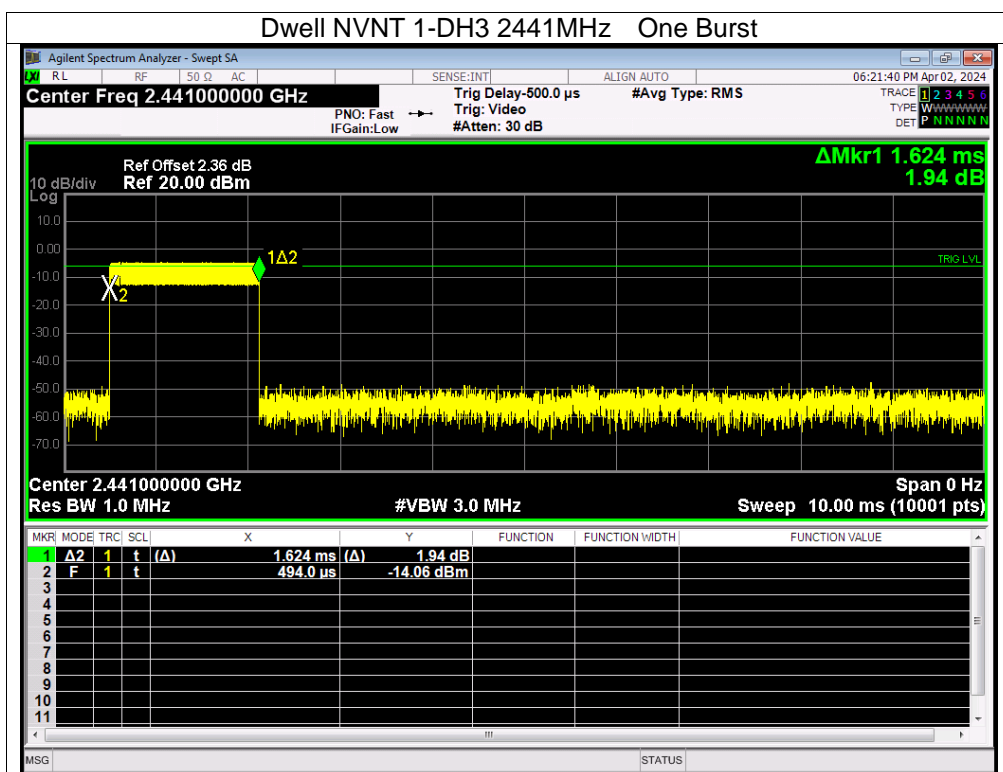 Dwell NVNT 1-DH3 2441MHz One Burst
Agilent Spectrum Analyzer - Swept SA
LXI RL RF 50 Ω AC SENSE:INT ALIGN AUTO 06:21:40 PM Apr 02, 2024
Center Freq 2.441000000 GHz Trig Delay-500.0 µs #Avg Type: RMS TRACE 1 2 3 4 5 6
PNO: Fast Trig: Video TYPE WWWWWW
IFGain:Low #Atten: 30 dB DET P N N N N N
ΔMkr1 1.624 ms
1.94 dB
Ref Offset 2.36 dB
10 dB/div Ref 20.00 dBm
Log
10.0
0.00
1Δ2
TRIG LVL
-10.0
2
-20.0
-30.0
-40.0
-50.0
-60.0
-70.0
Center 2.441000000 GHz Span 0 Hz
Res BW 1.0 MHz #VBW 3.0 MHz Sweep 10.00 ms (10001 pts)
MKR MODE TRC SCL X Y FUNCTION FUNCTION WIDTH FUNCTION VALUE
1 Δ2 1 t (Δ) 1.624 ms (Δ) 1.94 dB
2 F 1 t 494.0 µs -14.06 dBm
3
4
5
6
7
8
9
10
11
MSG STATUS